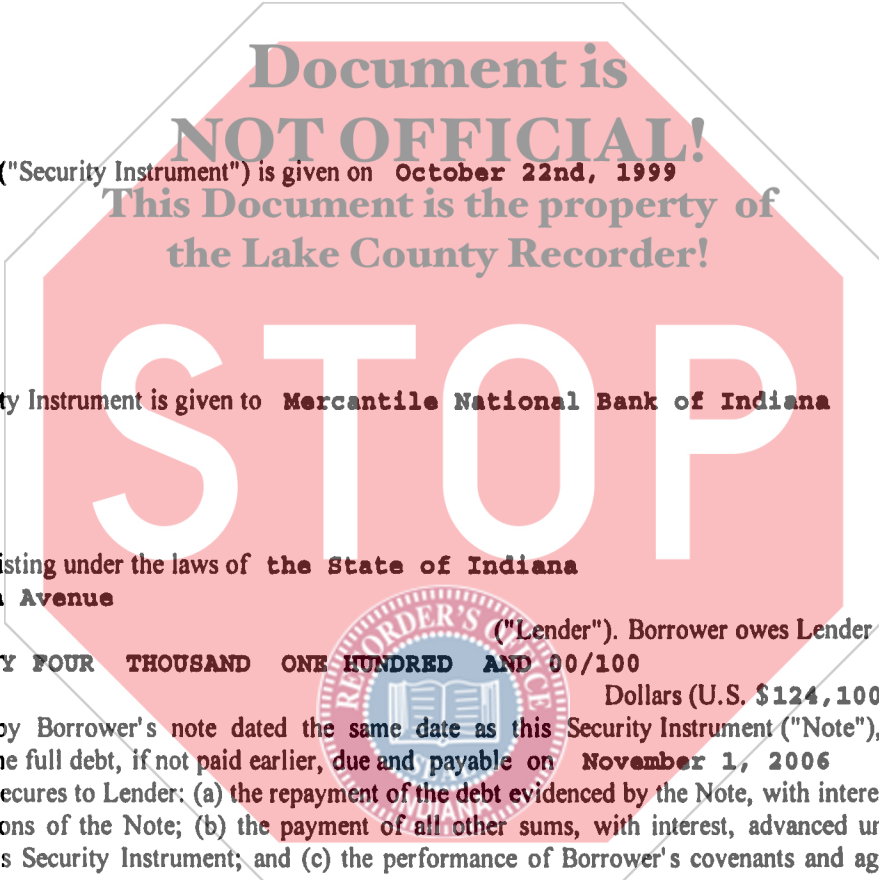 Document is
NOT OFFICIAL!
("Security Instrument") is given on October 22nd, 1999
This Document is the property of
the Lake County Recorder!
STOP
ty Instrument is given to Mercantile National Bank of Indiana
isting under the laws of the State of Indiana
Avenue
("Lender"). Borrower owes Lender
Y FOUR THOUSAND ONE HUNDRED AND 00/100
Dollars (U.S. $124,100
by Borrower's note dated the same date as this Security Instrument ("Note"),
e full debt, if not paid earlier, due and payable on November 1, 2006
ecures to Lender: (a) the repayment of the debt evidenced by the Note, with intere
ons of the Note; (b) the payment of all other sums, with interest, advanced un
s Security Instrument; and (c) the performance of Borrower's covenants and ag
RECORDER'S OFFICE
INDIANA